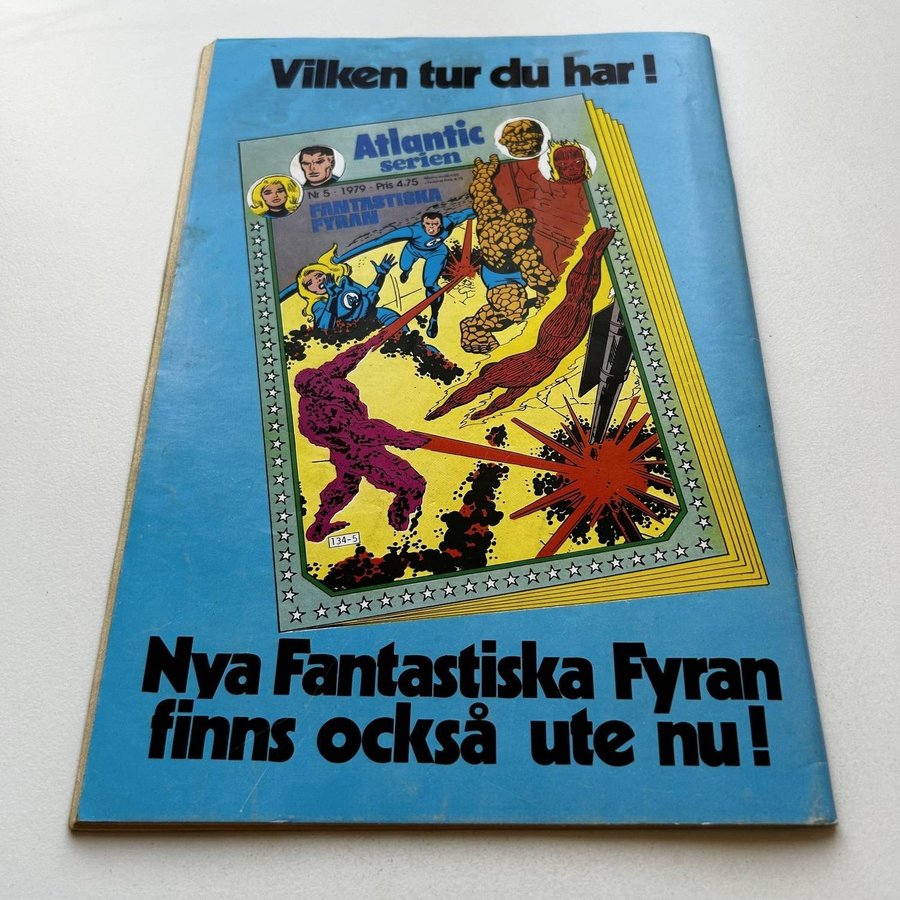 Vilken tur du har!
Atlantic
serien
Nr 5 - 1979 - Pris 4.75
FANTASTISKA
FYRAN
134-5
Nya Fantastiska Fyran
finns också ute nu!